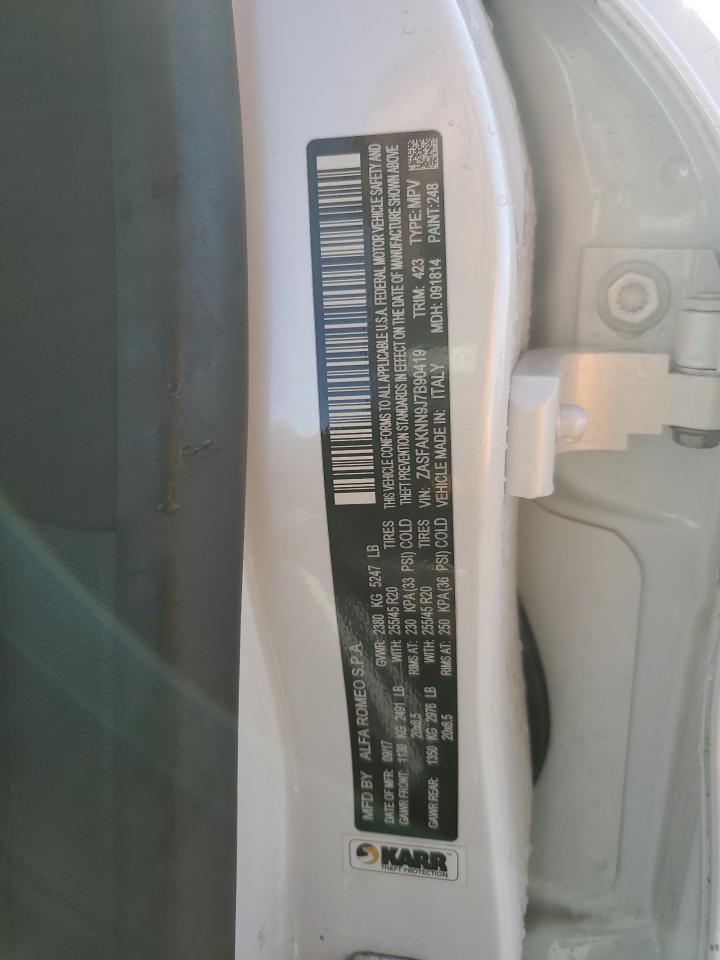 MFD BY ALFA ROMEO S.P.A.
DATE OF MFR: 09/17 GVWR: 2380 KG 5247 LB
GAWR FRONT: 1130 KG 2491 LB WITH: 255/45 R20 TIRES
20x8.5 RIMS AT: 230 KPA(33 PSI) COLD
GAWR REAR: 1350 KG 2976 LB WITH: 255/45 R20 TIRES
20x8.5 RIMS AT: 250 KPA(36 PSI) COLD
THIS VEHICLE CONFORMS TO ALL APPLICABLE U.S.A. FEDERAL MOTOR VEHICLE SAFETY AND
THEFT PREVENTION STANDARDS IN EFFECT ON THE DATE OF MANUFACTURE SHOWN ABOVE
VIN: ZASFAKNN9J7B90419 TRIM: 423 TYPE:MPV
VEHICLE MADE IN: ITALY MDH: 091814 PAINT:248
KARR
THEFT PROTECTION